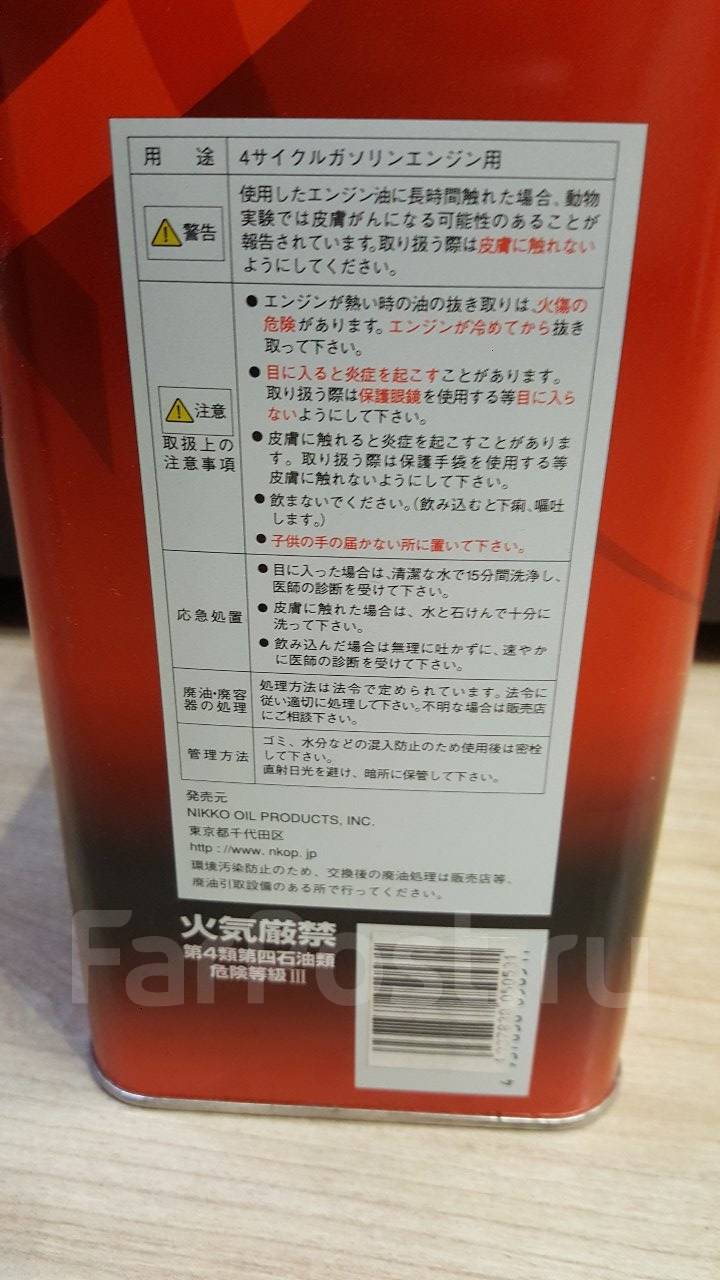 用途 4サイクルガソリンエンジン用
警告
使用したエンジン油に長時間触れた場合、動物
実験では皮膚がんになる可能性のあることが
報告されています。取り扱う際は皮膚に触れない
ようにしてください。
注意
取扱上の
注意事項
●エンジンが熱い時の油の抜き取りは、火傷の
危険があります。エンジンが冷めてから抜き
取って下さい。
●目に入ると炎症を起こすことがあります。
取り扱う際は保護眼鏡を使用する等目に入ら
ないようにして下さい。
●皮膚に触れると炎症を起こすことがありま
す。取り扱う際は保護手袋を使用する等
皮膚に触れないようにして下さい。
●飲まないでください。(飲み込むと下痢、嘔吐
します。)
●子供の手の届かない所に置いて下さい。
応急処置
●目に入った場合は、清潔な水で15分間洗浄し、
医師の診断を受けて下さい。
●皮膚に触れた場合は、水と石けんで十分に
洗って下さい。
●飲み込んだ場合は無理に吐かずに、速やか
に医師の診断を受けて下さい。
廃油・廃容
器の処理
処理方法は法令で定められています。法令に
従い適切に処理して下さい。不明な場合は販売店
にご相談下さい。
管理方法
ゴミ、水分などの混入防止のため使用後は密栓
して下さい。
直射日光を避け、暗所に保管して下さい。
発売元
NIKKO OIL PRODUCTS, INC.
東京都千代田区
http://www.nkop.jp
環境汚染防止のため、交換後の廃油処理は販売店等、
廃油引取設備のある所で行ってください。
火気厳禁
第4類第四石油類
危険等級III
FarPost.ru